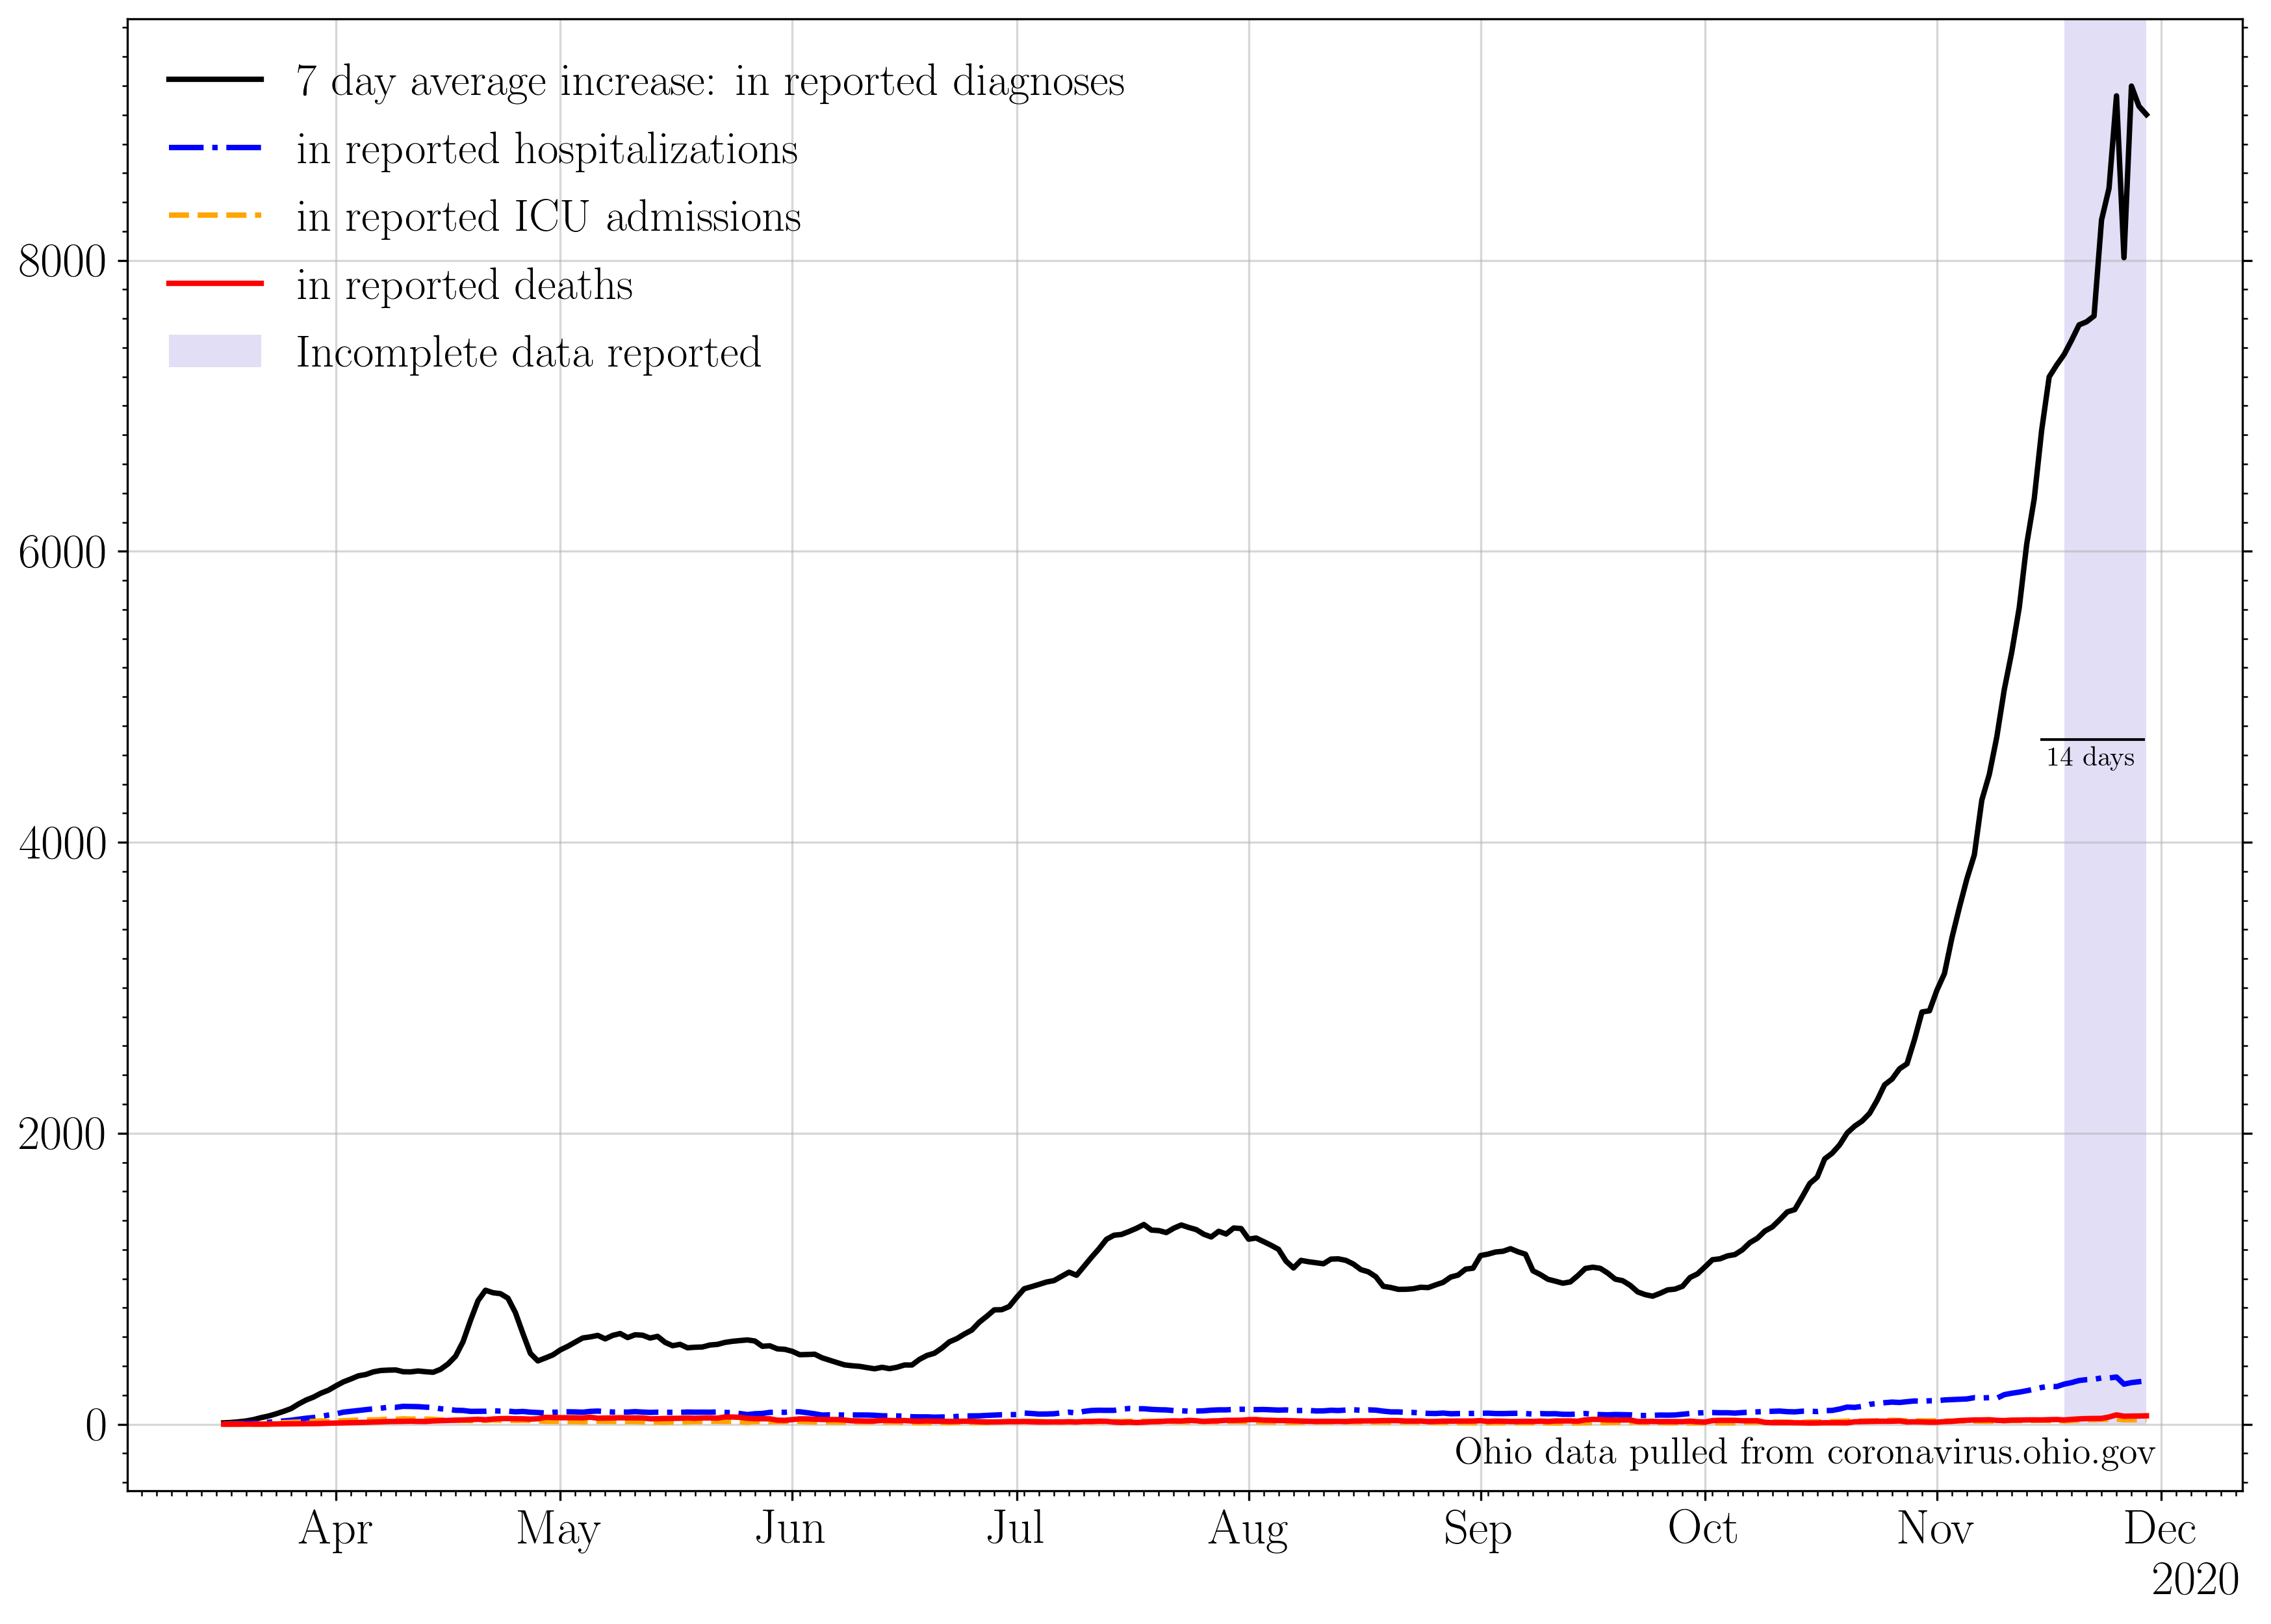 7 day average increase: in reported diagnoses
in reported hospitalizations
in reported ICU admissions
in reported deaths
Incomplete data reported
8000
6000
4000
2000
0
14 days
Ohio data pulled from coronavirus.ohio.gov
Apr May Jun Jul Aug Sep Oct Nov Dec
2020